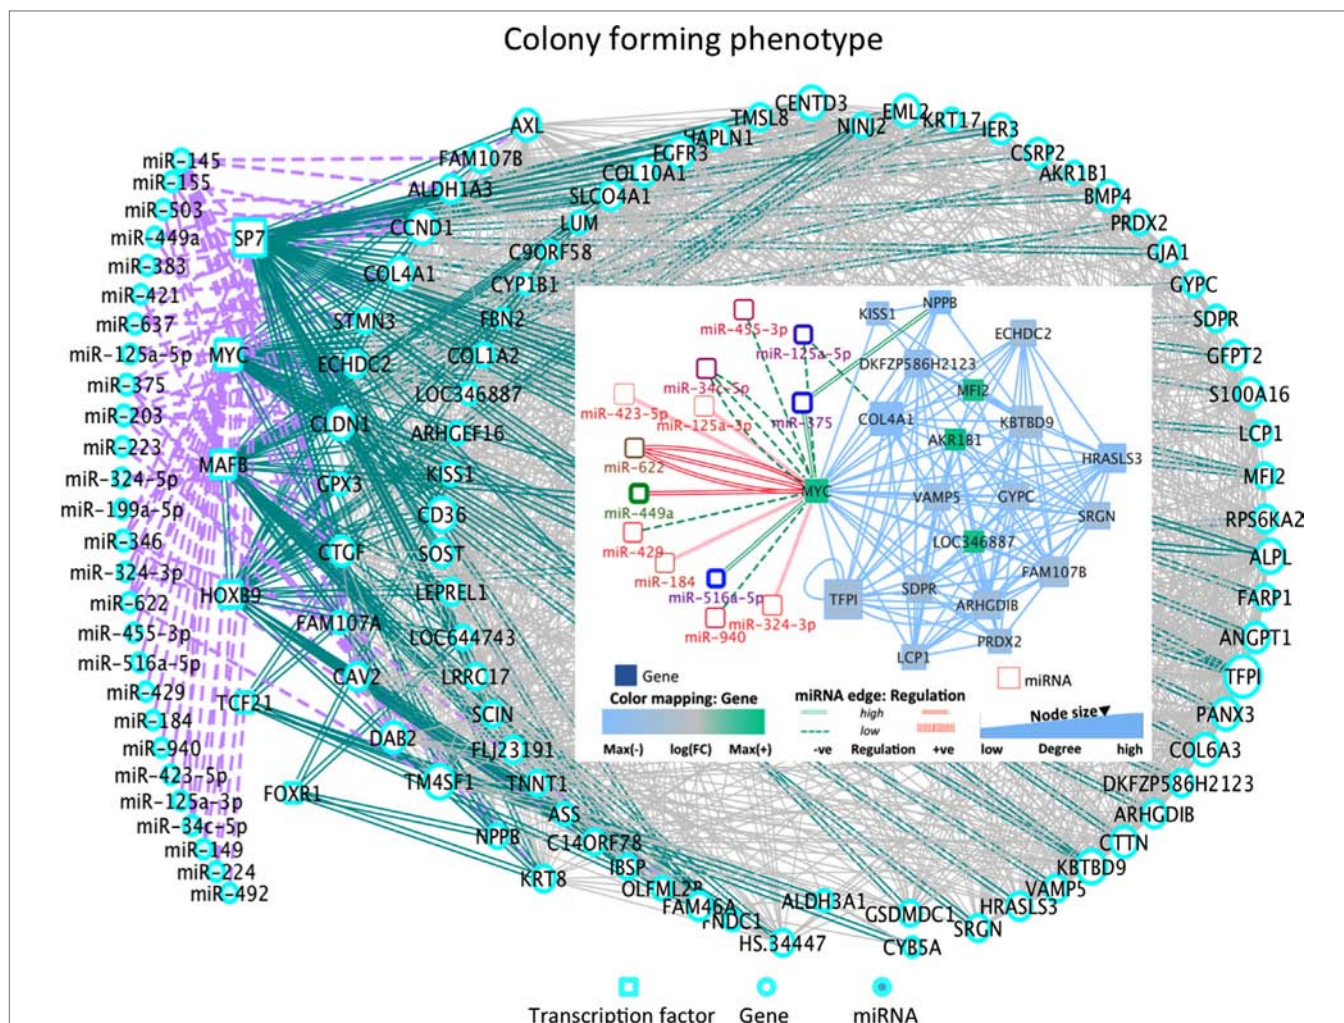 Colony forming phenotype
miR-145
miR-155
miR-503
miR-449a
miR-383
miR-421
miR-637
miR-125a-5p
miR-375
miR-203
miR-223
miR-324-5p
miR-199a-5p
miR-346
miR-324-3p
miR-622
miR-455-3p
miR-516a-5p
miR-429
miR-184
miR-940
miR-423-5p
miR-125a-3p
miR-34c-5p
miR-149
miR-224
miR-492
SP7
MYC
MAFB
HOXB9
TCF21
FOXR1
AXL
FAM107B
ALDH1A3
CCND1
COL4A1
STMN3
ECHDC2
CLDN1
GPX3
CTGF
FAM107A
CAV2
DAB2
TM4SF1
NPPB
KRT8
CENTD3
TMSL8
HAPLN1
EGFR3
COL10A1
SLCO4A1
LUM
C9ORF58
CYP1B1
FBN2
COL1A2
LOC346887
ARHGEF16
KISS1
CD36
SOST
LEPREL1
LOC644743
LRRC17
SCIN
FLJ23191
TNNT1
ASS
C14ORF78
IBSP
OLFML2B
FAM46A
FNDC1
HS.34447
ALDH3A1
CYB5A
GSDMDC1
SRGN
HRASLS3
VAMP5
KBTBD9
CTTN
ARHGDIB
DKFZP586H2123
COL6A3
PANX3
TFPI
ANGPT1
FARP1
ALPL
RPS6KA2
MFI2
LCP1
S100A16
GFPT2
SDPR
GYPC
GJA1
PRDX2
BMP4
AKR1B1
CSRP2
IER3
KRT17
EML2
NINJ2
miR-455-3p
miR-125a-5p
miR-34c-5p
miR-423-5p
miR-125a-3p
miR-375
miR-622
miR-449a
miR-429
miR-184
miR-516a-5p
miR-940
miR-324-3p
MYC
KISS1
NPPB
ECHDC2
DKFZP586H2123
MFI2
COL4A1
KBTBD9
AKR1B1
HRASLS3
VAMP5
GYPC
SRGN
LOC346887
FAM107B
SDPR
TFPI
ARHGDIB
PRDX2
LCP1
Gene
miRNA
Color mapping: Gene
Max(-) log(FC) Max(+)
miRNA edge: Regulation
high
low
-ve Regulation +ve
Node size
low Degree high
Transcription factor Gene miRNA